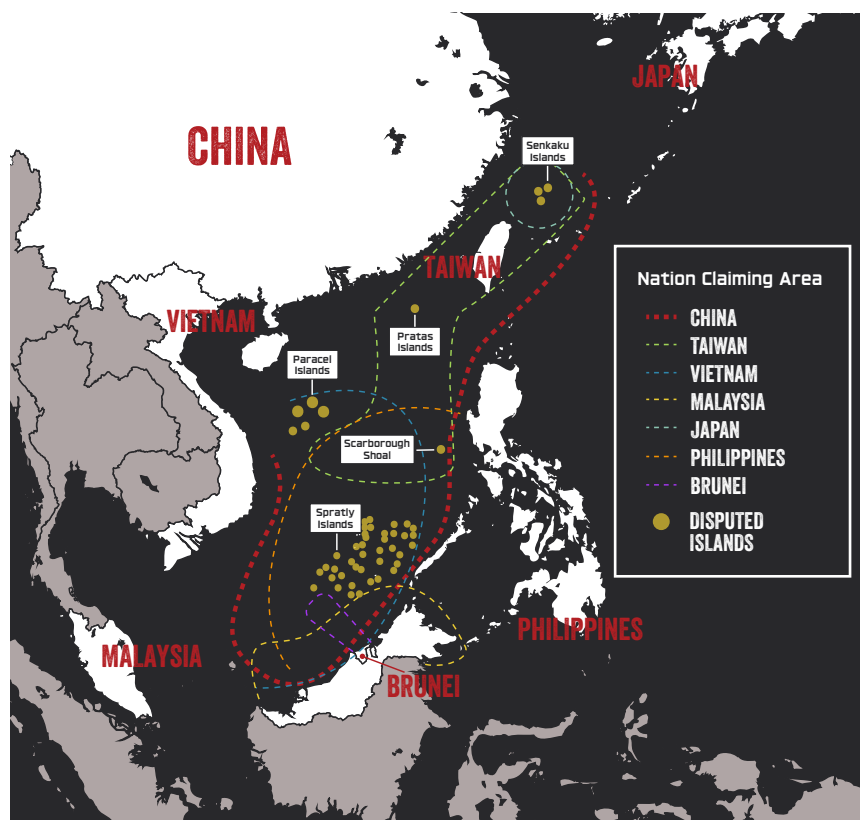 JAPAN
CHINA
Senkaku
Islands
TAIWAN
VIETNAM
Pratas
Islands
Paracel
Islands
Scarborough
Shoal
Spratly
Islands
MALAYSIA
PHILIPPINES
BRUNEI
Nation Claiming Area
CHINA
TAIWAN
VIETNAM
MALAYSIA
JAPAN
PHILIPPINES
BRUNEI
DISPUTED
ISLANDS